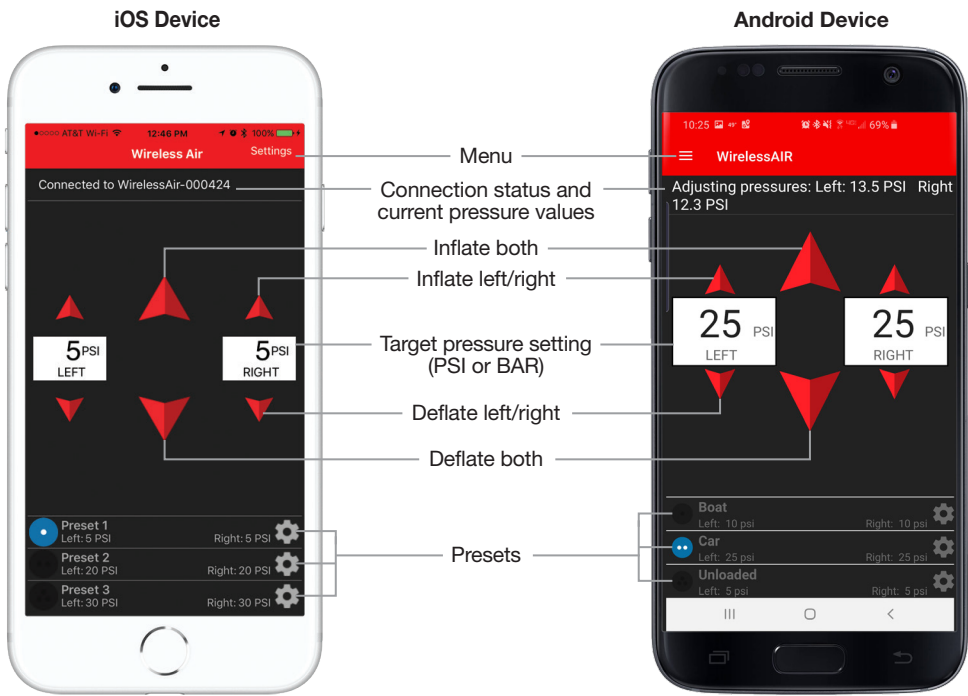 iOS Device
Android Device
AT&T Wi-Fi 12:46 PM 100%
Wireless Air Settings
Connected to WirelessAir-000424
5 PSI
LEFT
5 PSI
RIGHT
Preset 1
Left: 5 PSI Right: 5 PSI
Preset 2
Left: 20 PSI Right: 20 PSI
Preset 3
Left: 30 PSI Right: 30 PSI
Menu
Connection status and
current pressure values
Inflate both
Inflate left/right
Target pressure setting
(PSI or BAR)
Deflate left/right
Deflate both
Presets
10:25 49° 69%
WirelessAIR
Adjusting pressures: Left: 13.5 PSI Right
12.3 PSI
25 PSI
LEFT
25 PSI
RIGHT
Boat
Left: 10 psi Right: 10 psi
Car
Left: 25 psi Right: 25 psi
Unloaded
Left: 5 psi Right: 5 psi